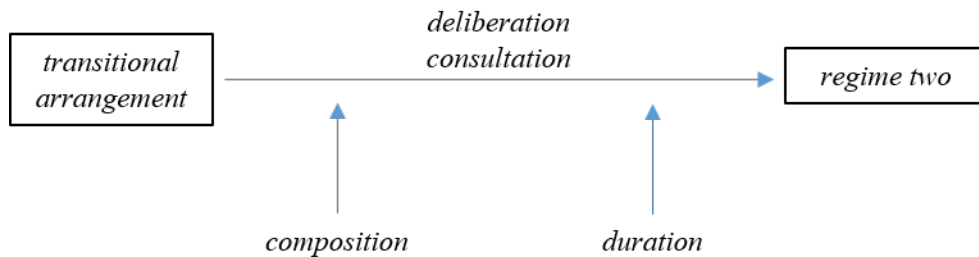 deliberation
consultation
transitional
arrangement
regime two
composition
duration